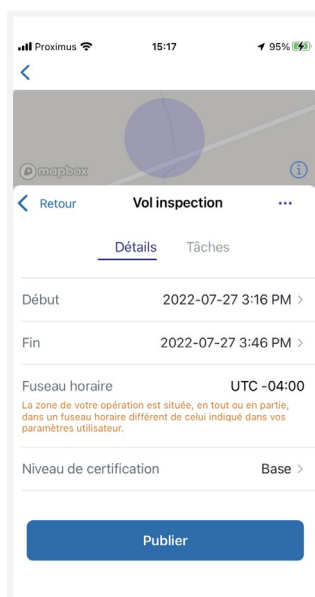 Proximus 15:17 95%
mapbox
Retour Vol inspection ...
Détails Tâches
Début 2022-07-27 3:16 PM >
Fin 2022-07-27 3:46 PM >
Fuseau horaire UTC -04:00
La zone de votre opération est située, en tout ou en partie,
dans un fuseau horaire différent de celui indiqué dans vos
paramètres utilisateur.
Niveau de certification Base >
Publier